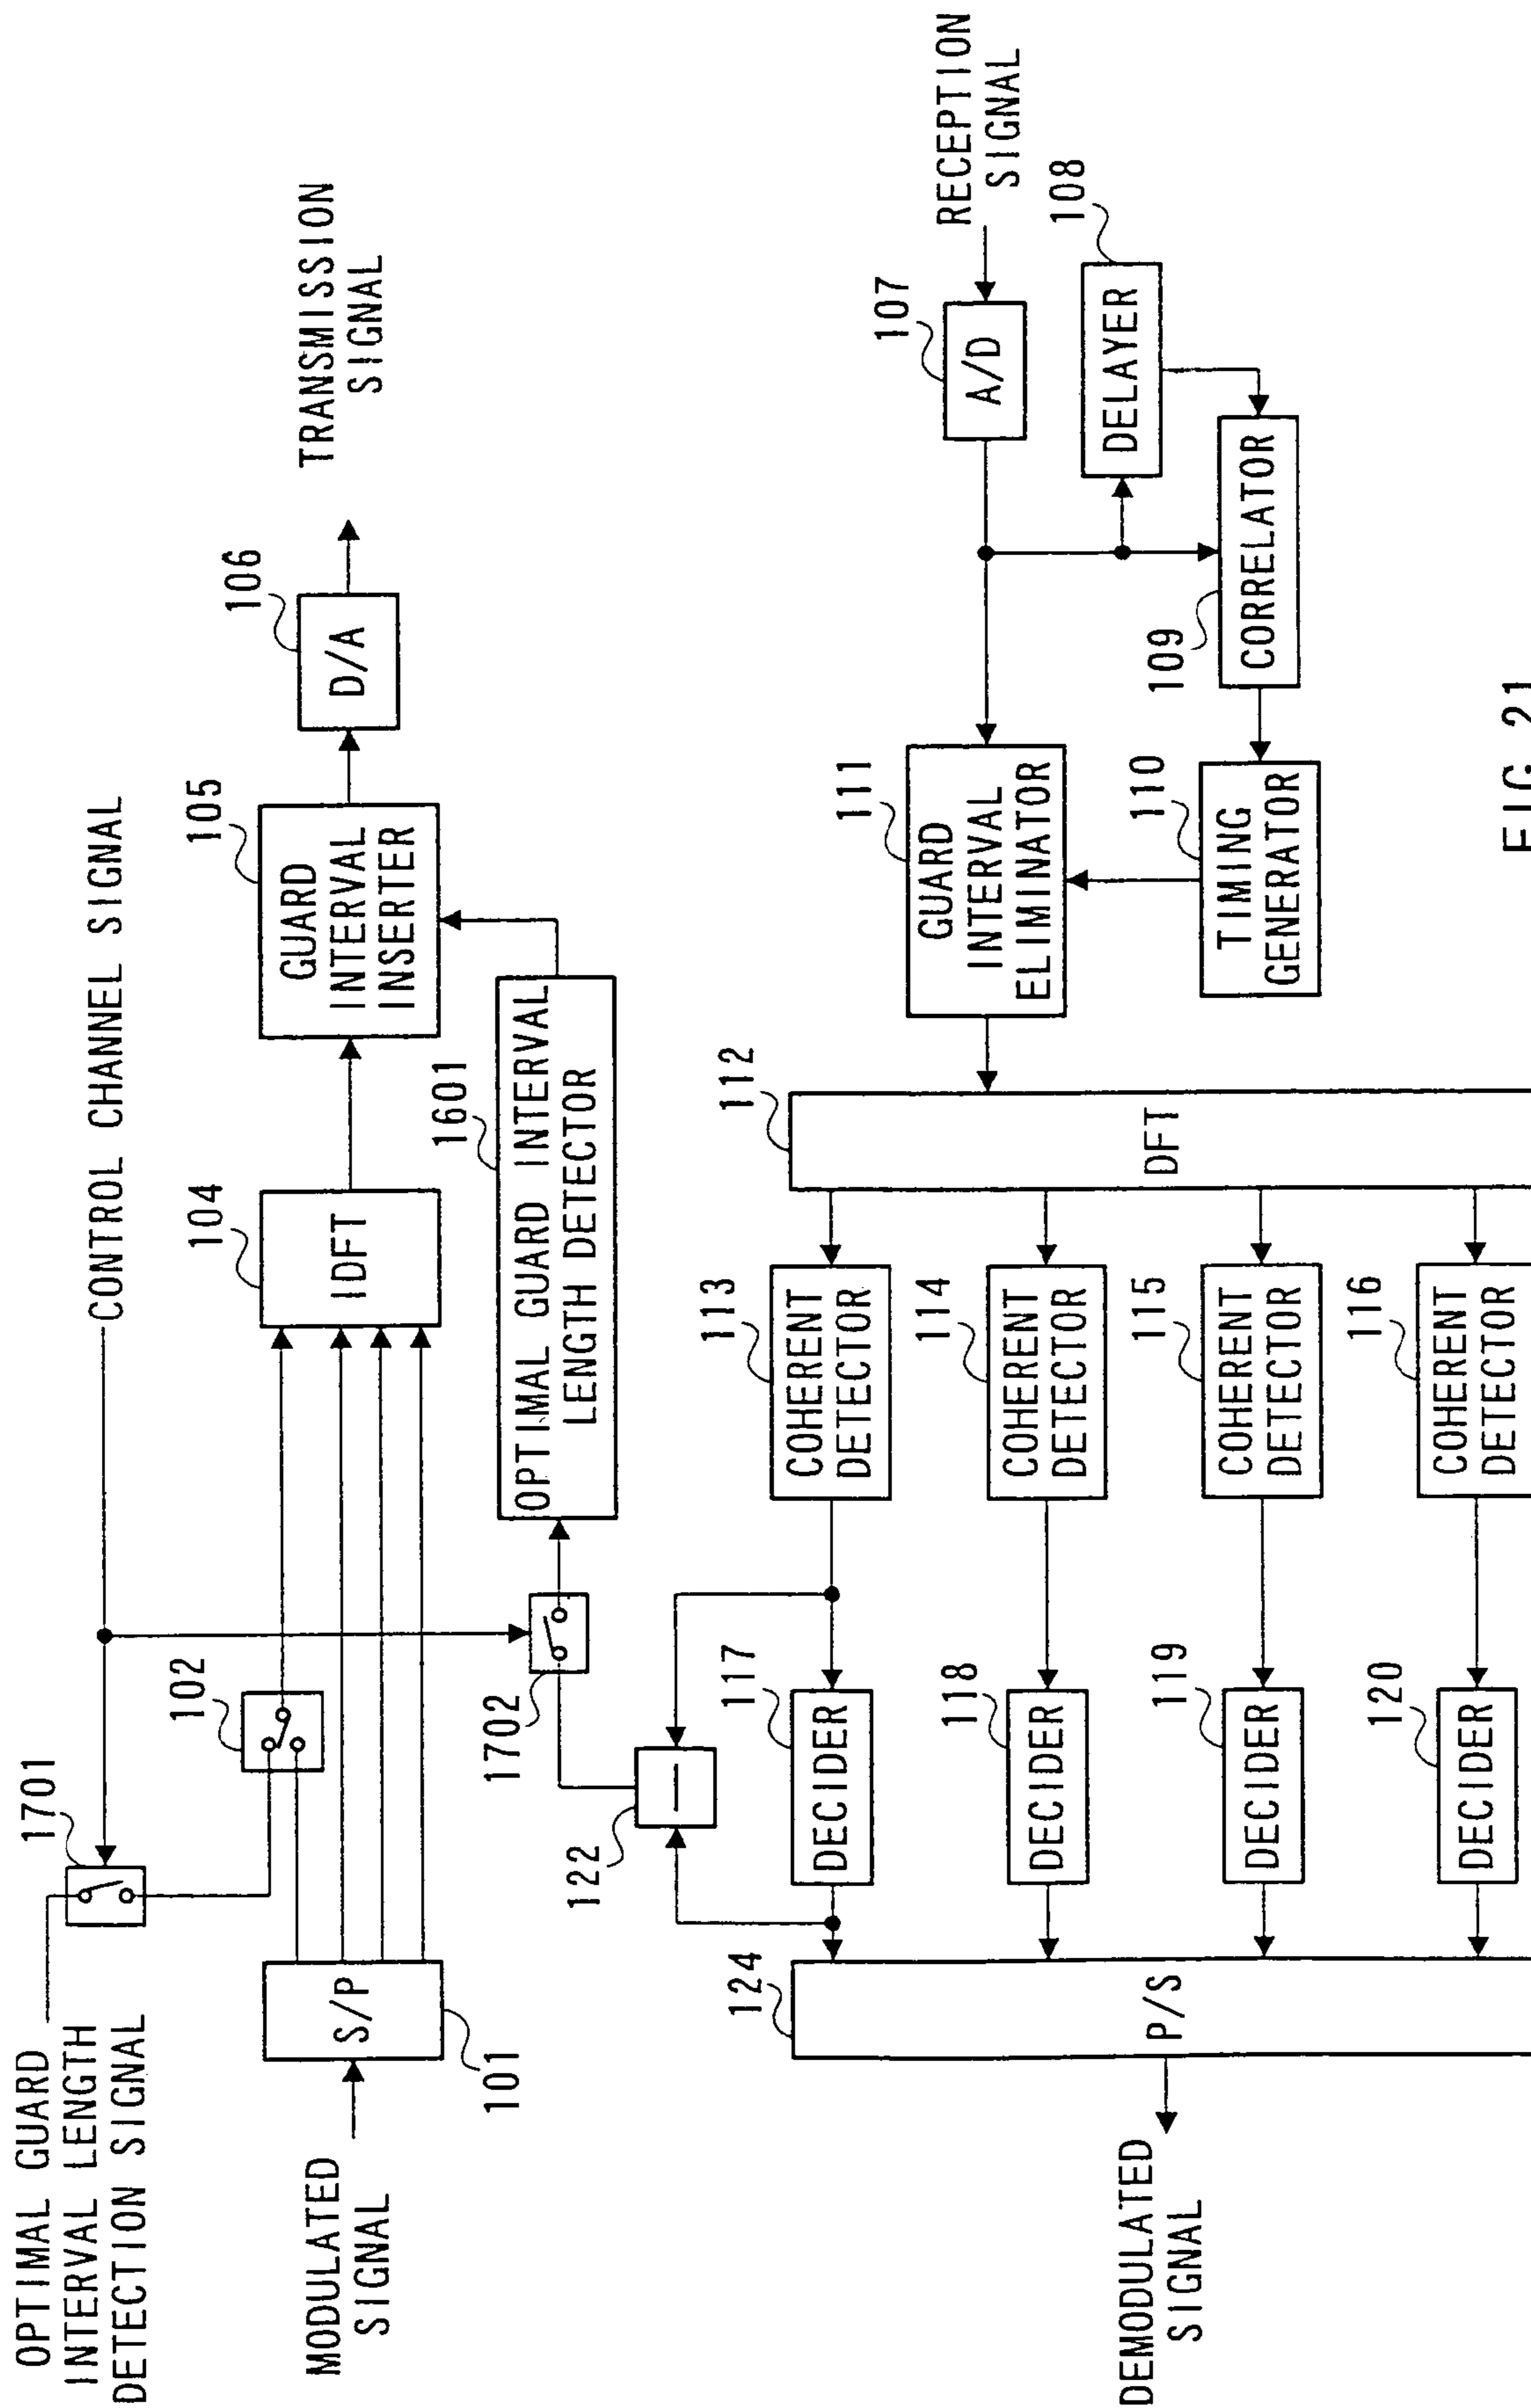 OPTIMAL GUARD
INTERVAL LENGTH
DETECTION SIGNAL
1701
CONTROL CHANNEL SIGNAL
MODULATED
SIGNAL
S/P
101
102
IDFT
104
GUARD
INTERVAL
INSERTER
105
D/A
106
TRANSMISSION
SIGNAL
1702
OPTIMAL GUARD INTERVAL
LENGTH DETECTOR
1601
122
DEMODULATED
SIGNAL
P/S
124
DECIDER
117
DECIDER
118
DECIDER
119
DECIDER
120
COHERENT
DETECTOR
113
COHERENT
DETECTOR
114
COHERENT
DETECTOR
115
COHERENT
DETECTOR
116
DFT
112
GUARD
INTERVAL
ELIMINATOR
111
TIMING
GENERATOR
110
A/D
107
RECEPTION
SIGNAL
DELAYER
108
CORRELATOR
109
FIG. 21